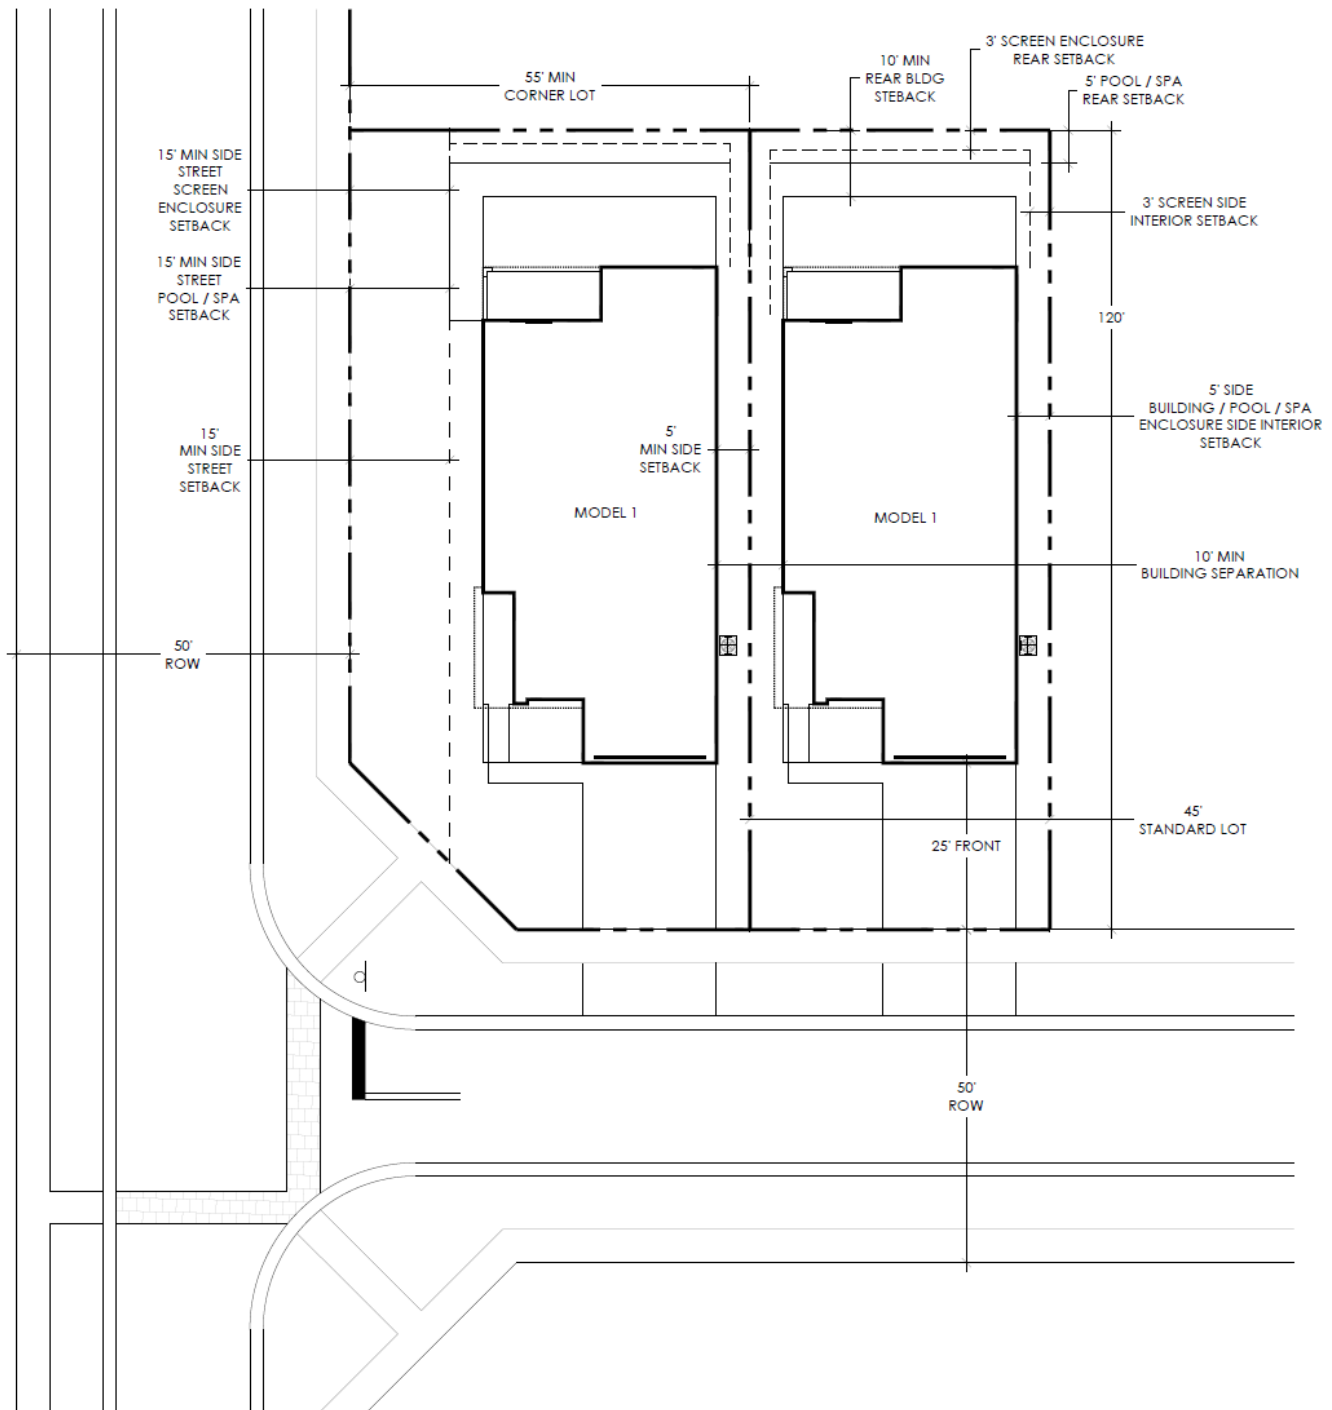 3' SCREEN ENCLOSURE
REAR SETBACK
10' MIN
REAR BLDG
STEBACK
55' MIN
CORNER LOT
5' POOL / SPA
REAR SETBACK
15' MIN SIDE
STREET
SCREEN
ENCLOSURE
SETBACK
3' SCREEN SIDE
INTERIOR SETBACK
15' MIN SIDE
STREET
POOL / SPA
SETBACK
120'
5' SIDE
BUILDING / POOL / SPA
ENCLOSURE SIDE INTERIOR
SETBACK
15'
MIN SIDE
STREET
SETBACK
5'
MIN SIDE
SETBACK
MODEL 1
MODEL 1
10' MIN
BUILDING SEPARATION
50'
ROW
45'
STANDARD LOT
25' FRONT
50'
ROW